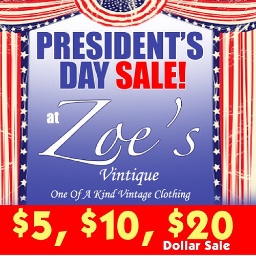 PRESIDENT'S
DAY SALE!
at Zoe's
Vintique
One Of A Kind Vintage Clothing
$5, $10, $20
Dollar Sale